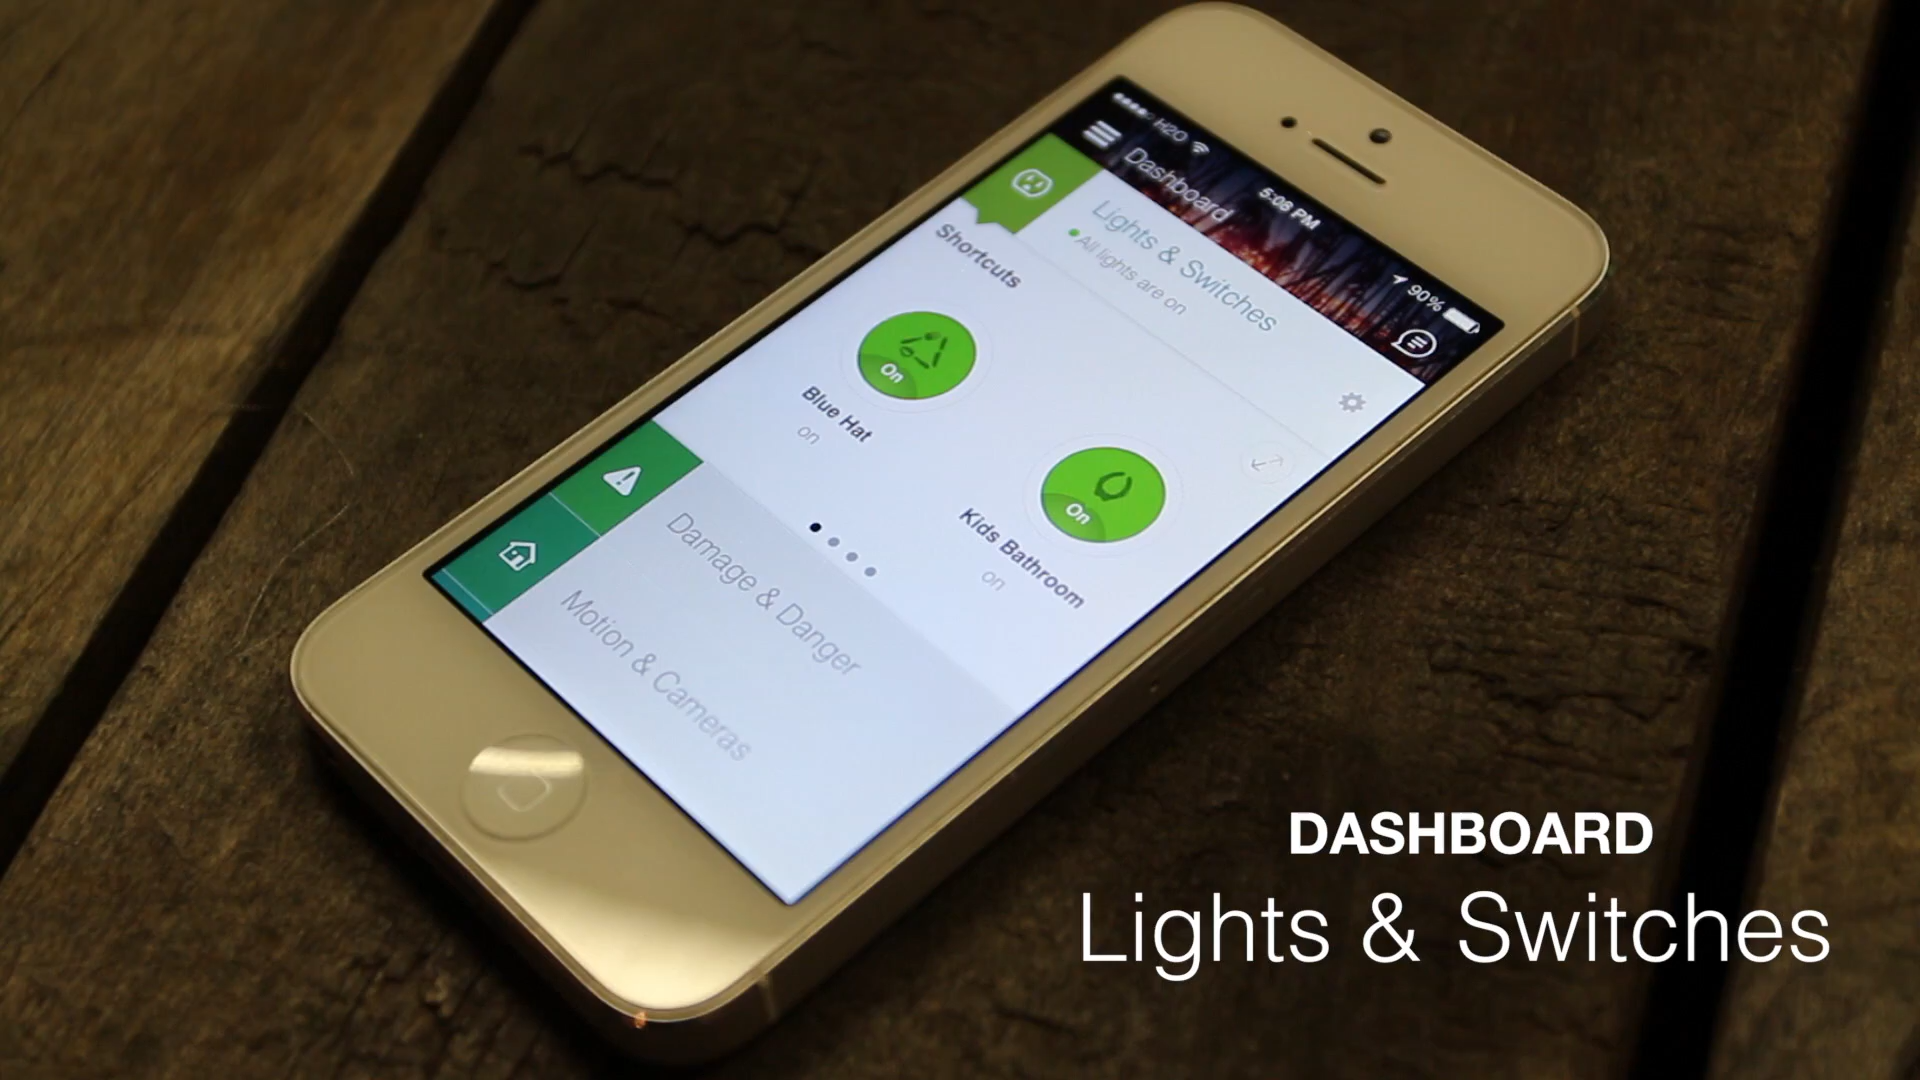 H2O
5:08 PM
90%
Dashboard
Lights & Switches
All lights are on
Shortcuts
On
Blue Hat
on
On
Kids Bathroom
on
Damage & Danger
Motion & Cameras
DASHBOARD
Lights & Switches